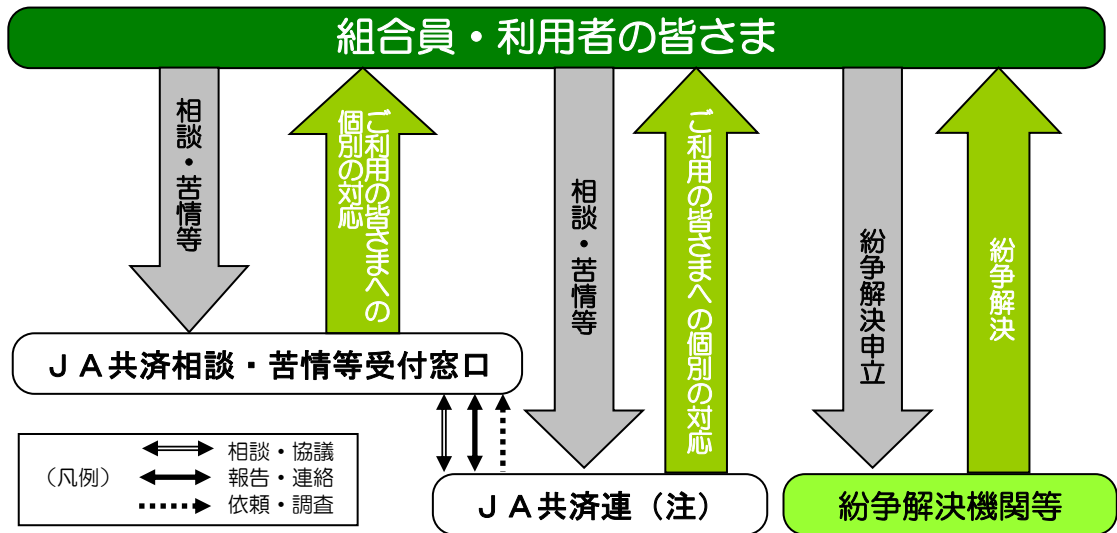 組合員・利用者の皆さま
相談・苦情等
ご利用の皆さまへの
個別の対応
相談・苦情等
ご利用の皆さまへの個別の対応
紛争解決申立
紛争解決
ＪＡ共済相談・苦情等受付窓口
（凡例）
相談・協議
報告・連絡
依頼・調査
ＪＡ共済連（注）
紛争解決機関等